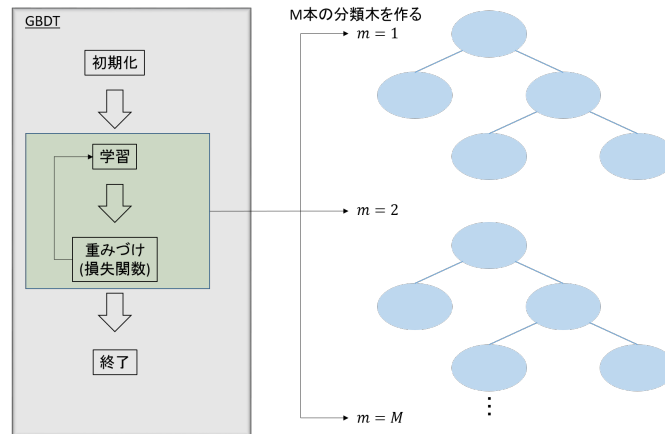 GBDT
初期化
学習
重みづけ
(損失関数)
終了
M本の分類木を作る
m = 1
m = 2
⋮
m = M